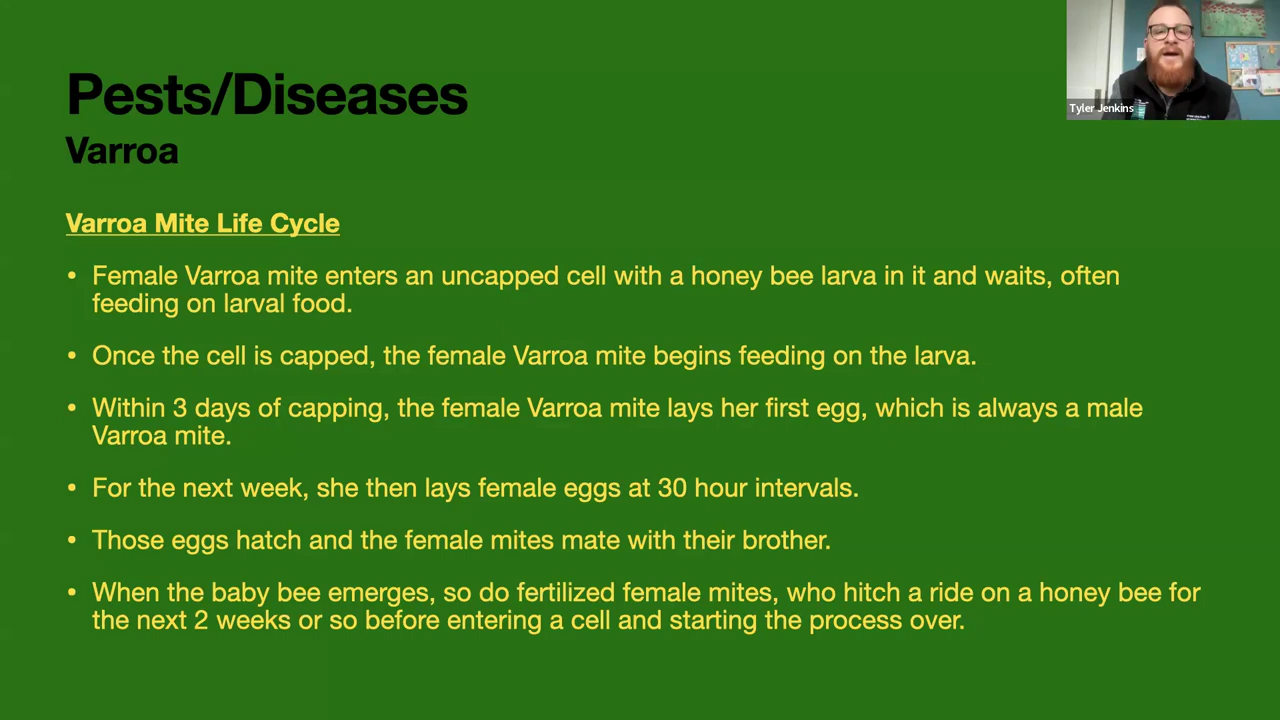 Pests/Diseases
Varroa
Varroa Mite Life Cycle
• Female Varroa mite enters an uncapped cell with a honey bee larva in it and waits, often
feeding on larval food.
• Once the cell is capped, the female Varroa mite begins feeding on the larva.
• Within 3 days of capping, the female Varroa mite lays her first egg, which is always a male
Varroa mite.
• For the next week, she then lays female eggs at 30 hour intervals.
• Those eggs hatch and the female mites mate with their brother.
• When the baby bee emerges, so do fertilized female mites, who hitch a ride on a honey bee for
the next 2 weeks or so before entering a cell and starting the process over.
Tyler Jenkins